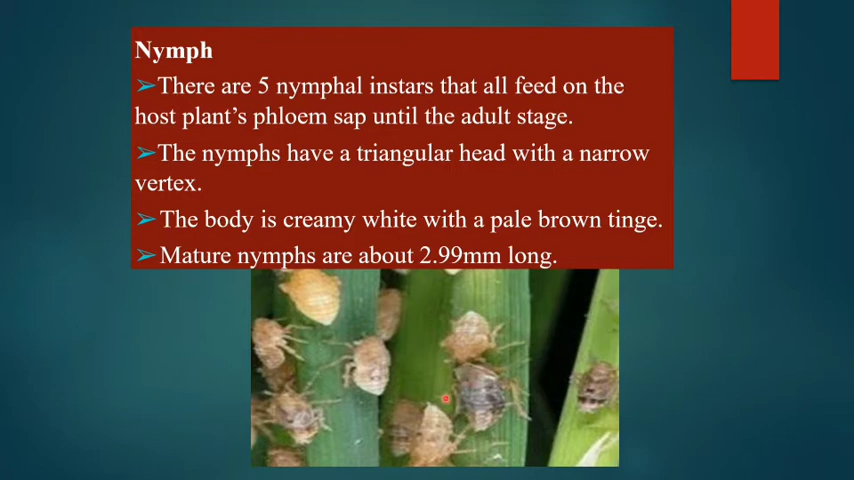 Nymph
➢There are 5 nymphal instars that all feed on the
host plant’s phloem sap until the adult stage.
➢The nymphs have a triangular head with a narrow
vertex.
➢ The body is creamy white with a pale brown tinge.
➢ Mature nymphs are about 2.99mm long.